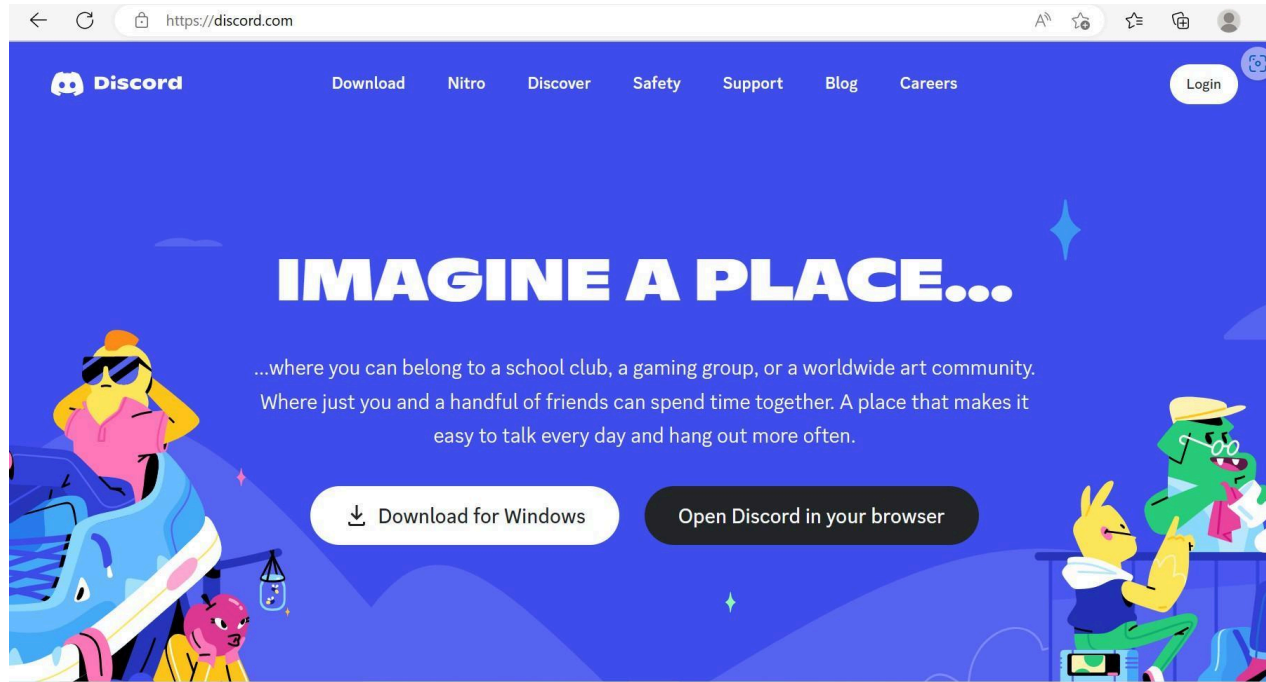 https://discord.com
Discord
Download Nitro Discover Safety Support Blog Careers
Login
IMAGINE A PLACE...
...where you can belong to a school club, a gaming group, or a worldwide art community.
Where just you and a handful of friends can spend time together. A place that makes it
easy to talk every day and hang out more often.
Download for Windows
Open Discord in your browser